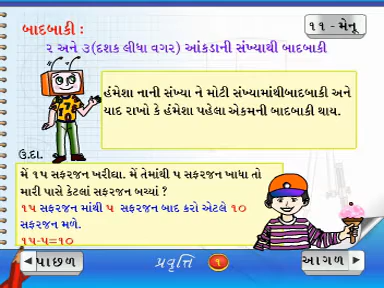 બાદબાકી :
૧૧ - મેનૂ
૨ અને ૩(દશક લીધા વગર) આંકડાની સંખ્યાથી બાદબાકી
હંમેશા નાની સંખ્યા ને મોટી સંખ્યામાંથીબાદબાકી અને
યાદ રાખો કે હંમેશા પહેલા એકમની બાદબાકી થાય.
ઉ.દા.
મેં ૧૫ સફરજન ખરીદ્યા. મેં તેમાંથી ૫ સફરજન ખાધા તો
મારી પાસે કેટલાં સફરજન બચ્યાં ?
૧૫ સફરજન માંથી ૫ સફરજન બાદ કરો એટલે ૧૦
સફરજન મળે.
૧૫-૫=૧૦
પાછળ
પ્રવૃત્તિ ૧
આગળ